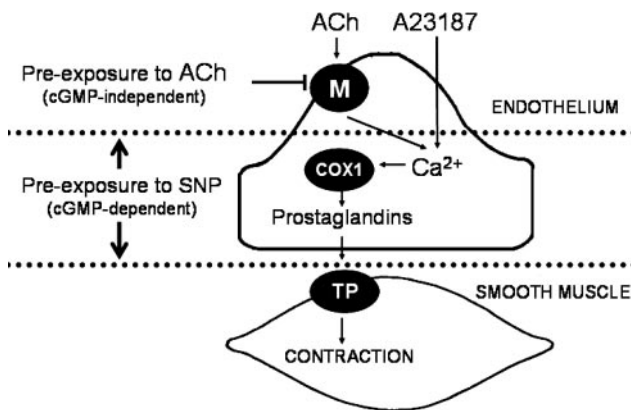 ACh A23187
Pre-exposure to ACh
(cGMP-independent)
M
ENDOTHELIUM
Pre-exposure to SNP
(cGMP-dependent)
COX1 Ca²⁺
Prostaglandins
TP
SMOOTH MUSCLE
CONTRACTION